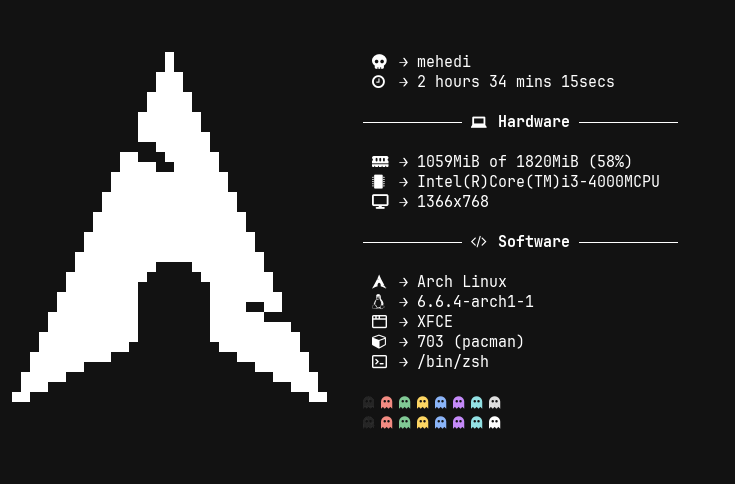 mehedi
2 hours 34 mins 15secs
Hardware
1059MiB of 1820MiB (58%)
Intel(R)Core(TM)i3-4000MCPU
1366x768
</> Software
Arch Linux
6.6.4-arch1-1
XFCE
703 (pacman)
/bin/zsh